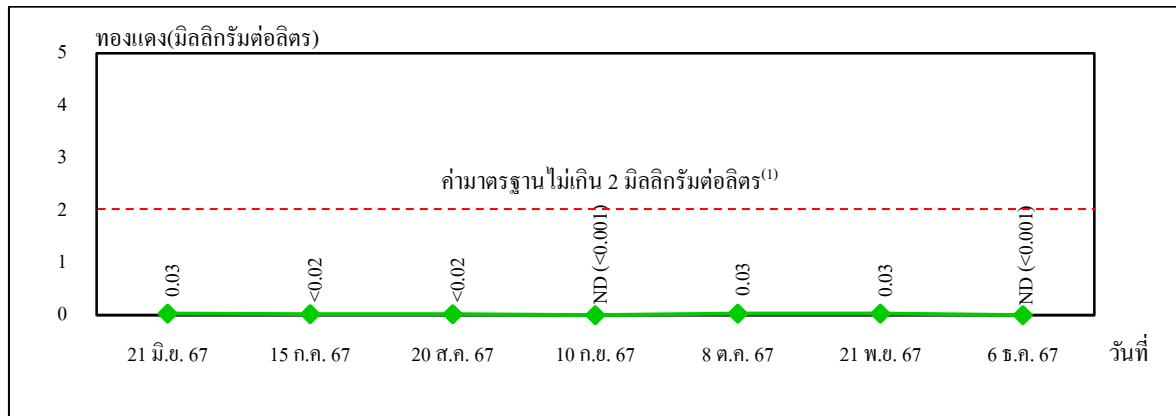 ทองแดง(มิลลิกรัมต่อลิตร)
5
4
3
ค่ามาตรฐานไม่เกิน 2 มิลลิกรัมต่อลิตร(1)
2
1
0
0.03
<0.02
<0.02
ND (<0.001)
0.03
0.03
ND (<0.001)
21 มิ.ย. 67 15 ก.ค. 67 20 ส.ค. 67 10 ก.ย. 67 8 ต.ค. 67 21 พ.ย. 67 6 ธ.ค. 67 วันที่